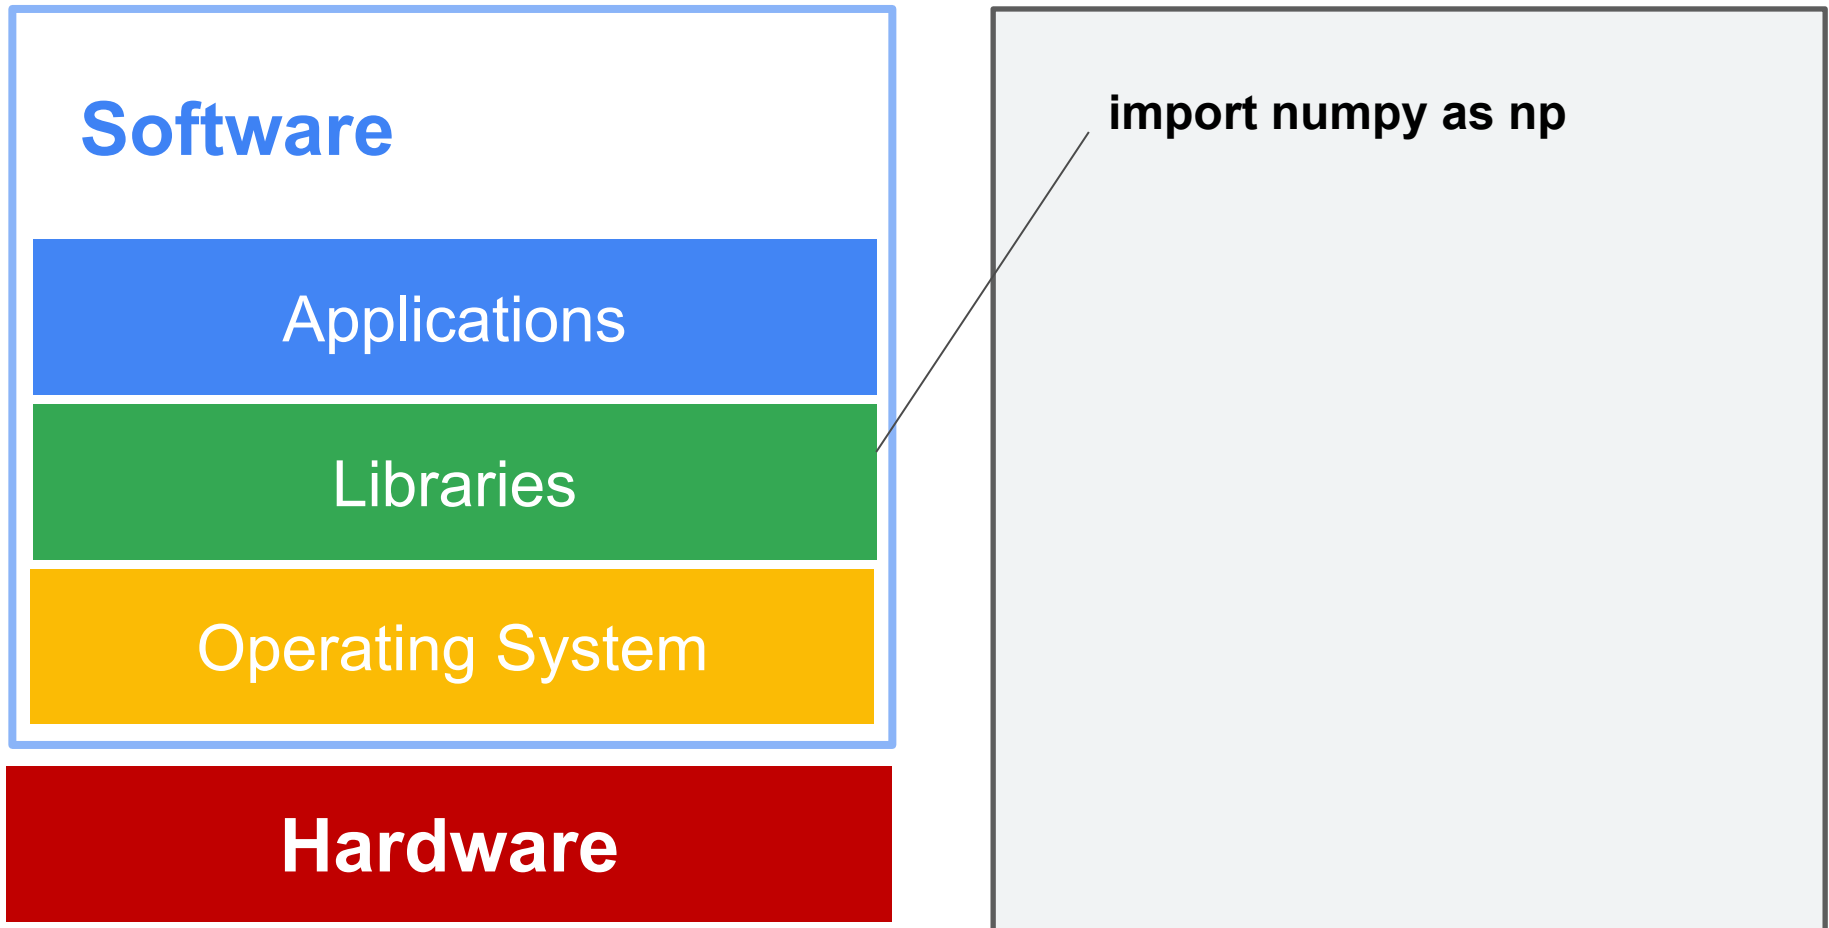 Software
Applications
Libraries
Operating System
Hardware
import numpy as np